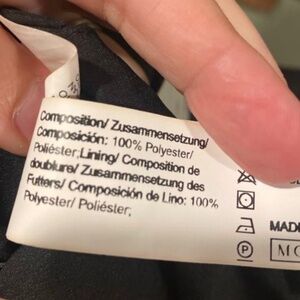 Composition/ Zusammensetzung/
Composición: 100% Polyester/
Poliéster;Lining/ Composition de
doublure/ Zusammensetzung des
Futters/ Composición de Lino: 100%
Polyester/ Poliéster;
MADE
P
MO